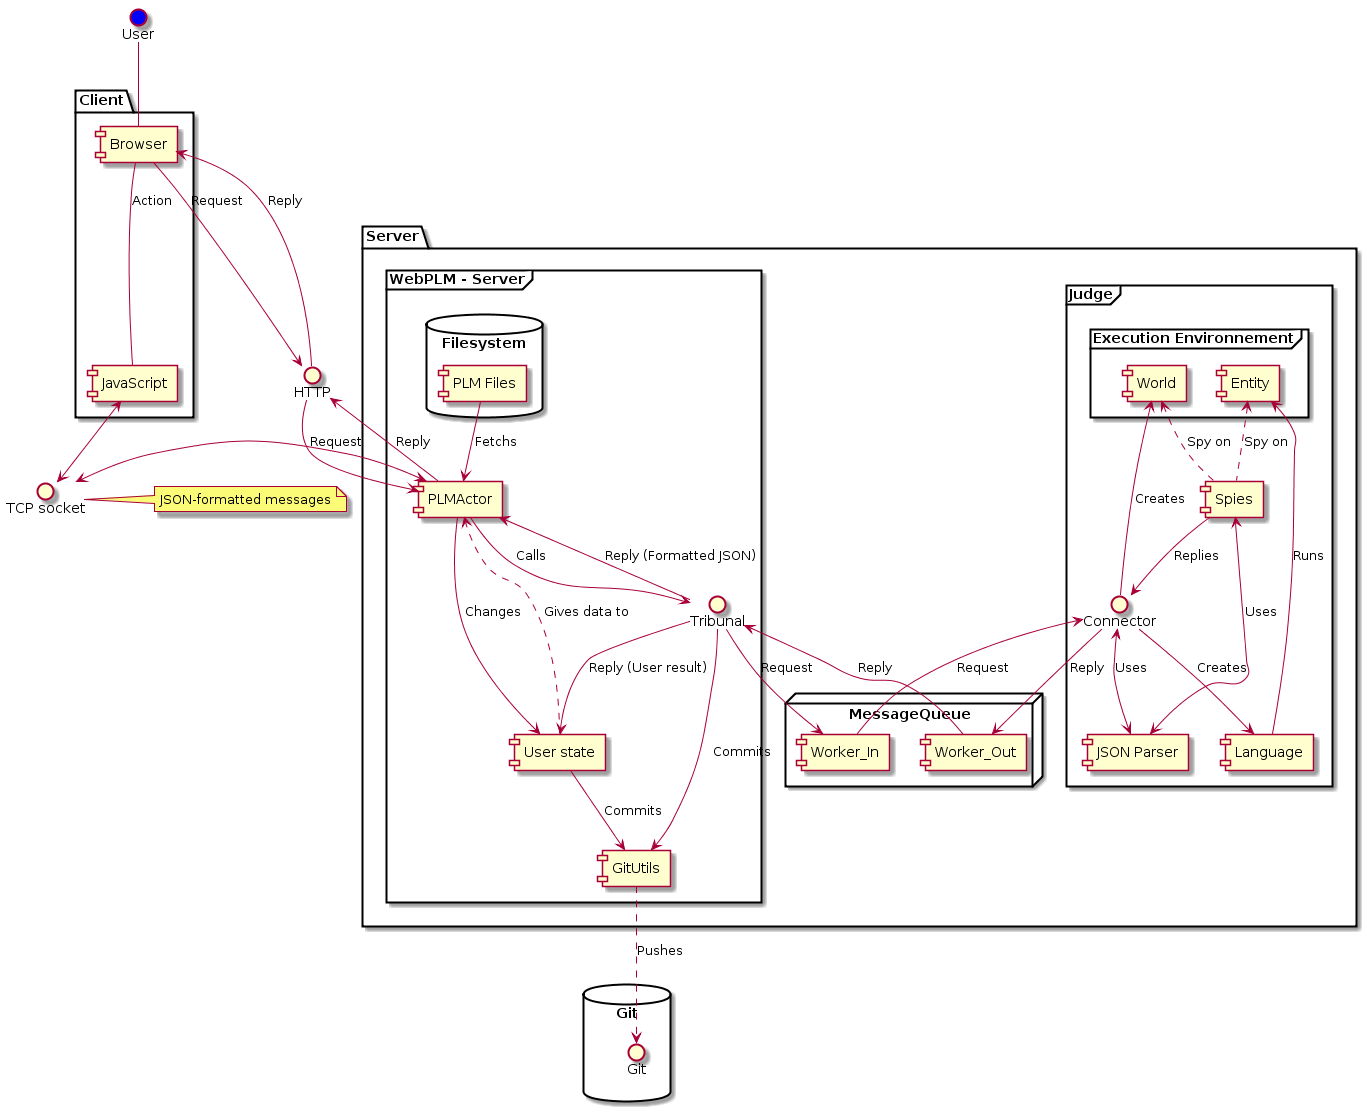 User
Client
Browser
Action
Request
Reply
Server
WebPLM - Server
Judge
Filesystem
Execution Environnement
PLM Files
World
Entity
JavaScript
HTTP
Request
Reply
Fetchs
Spy on
Spy on
TCP socket
JSON-formatted messages
PLMActor
Creates
Spies
Calls
Reply (Formatted JSON)
Replies
Runs
Changes
Gives data to
Tribunal
Connector
Uses
Reply (User result)
Request
Reply
Request
Reply
Uses
Creates
MessageQueue
User state
Commits
Worker_In
Worker_Out
JSON Parser
Language
Commits
GitUtils
Pushes
Git
Git